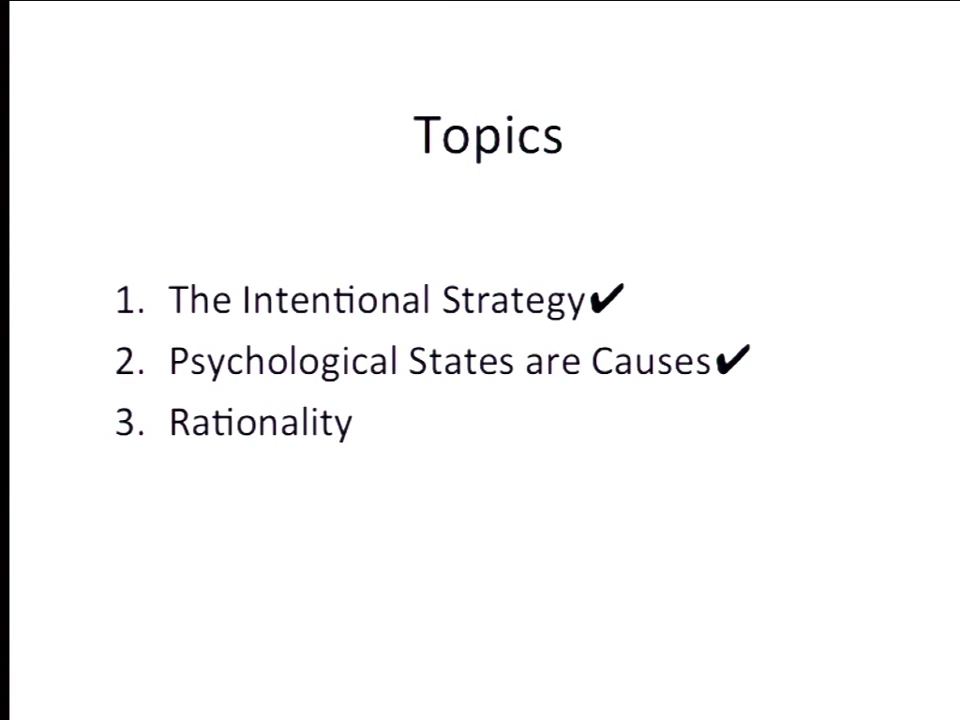 Topics
1. The Intentional Strategy✔
2. Psychological States are Causes✔
3. Rationality